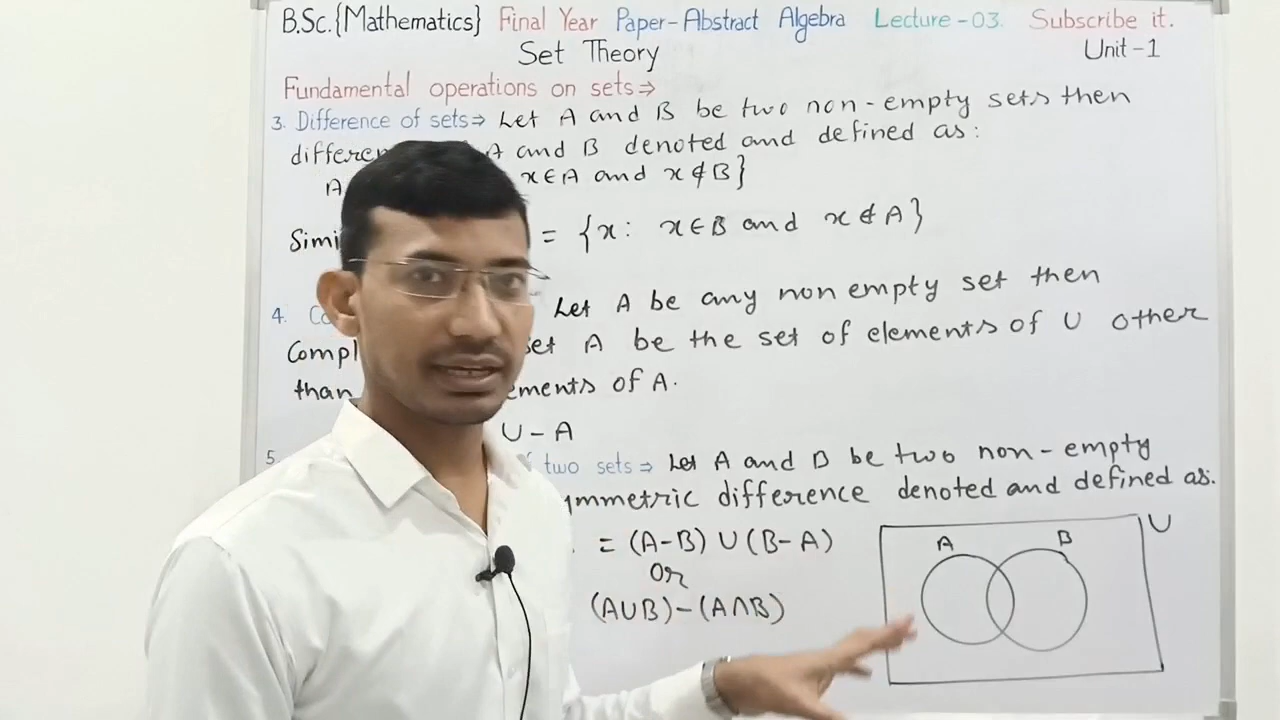 B.Sc.{Mathematics} Final Year Paper-Abstract Algebra Lecture-03. Subscribe it.
Set Theory Unit-1
Fundamental operations on sets⇒
3. Difference of sets⇒ Let A and B be two non-empty sets then
A and B denoted and defined as:
A x∈A and x∉B}
= {x: x∈B and x∉A}
4. Let A be any non empty set then
set A be the set of elements of U other
than of A.
U-A
5 two sets⇒ Let A and B be two non-empty
difference denoted and defined as:
= (A-B) ∪ (B-A)
or
(A∪B)-(A∩B)
A B U